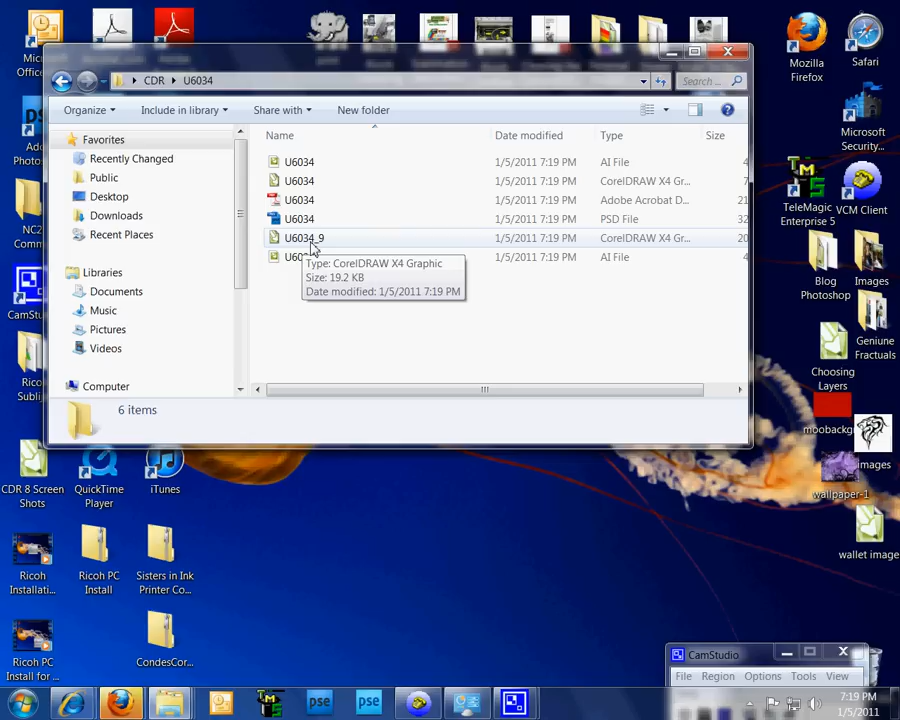 CDR ▸ U6034
Search ...
Organize
Include in library
Share with
New folder
Name
Date modified
Type
Size
Favorites
Recently Changed
Public
Desktop
Downloads
Recent Places
Libraries
Documents
Music
Pictures
Videos
Computer
U6034 1/5/2011 7:19 PM AI File
U6034 1/5/2011 7:19 PM CorelDRAW X4 Gr...
U6034 1/5/2011 7:19 PM Adobe Acrobat D...
U6034 1/5/2011 7:19 PM PSD File
U6034_9 1/5/2011 7:19 PM CorelDRAW X4 Gr...
1/5/2011 7:19 PM AI File
Type: CorelDRAW X4 Graphic
Size: 19.2 KB
Date modified: 1/5/2011 7:19 PM
6 items
Mozilla
Firefox
Safari
Microsoft
Security...
TeleMagic
Enterprise 5
VCM Client
Blog
Photoshop
Images
Geniune
Fractuals
Choosing
Layers
moobackg
images
wallpaper-1
wallet image
CDR 8 Screen
Shots
QuickTime
Player
iTunes
Ricoh
Installati...
Ricoh PC
Install
Sisters in Ink
Printer Co...
Ricoh PC
Install for ...
CondesCor...
CamStudio
File Region Options Tools View
pse
pse
7:19 PM
1/5/2011